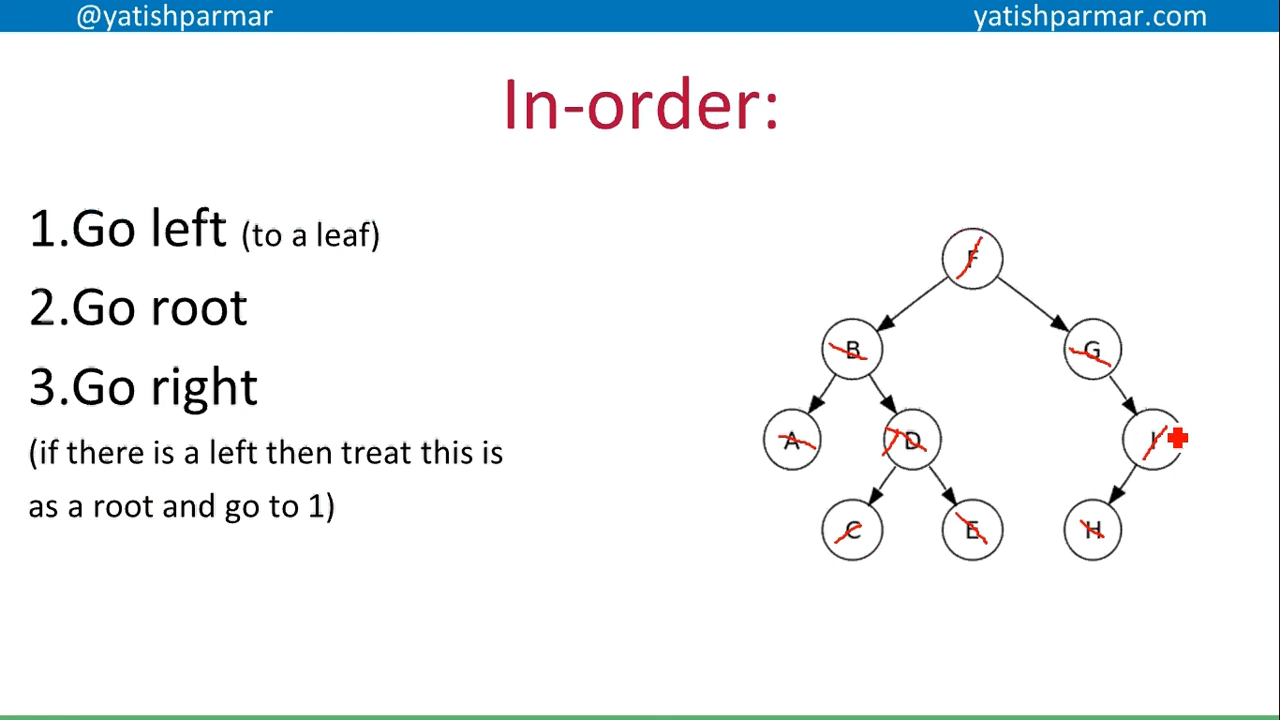 @yatishparmar yatishparmar.com
In-order:
1.Go left (to a leaf)
2.Go root
3.Go right
(if there is a left then treat this is
as a root and go to 1)
F
B G
A D I
C E H